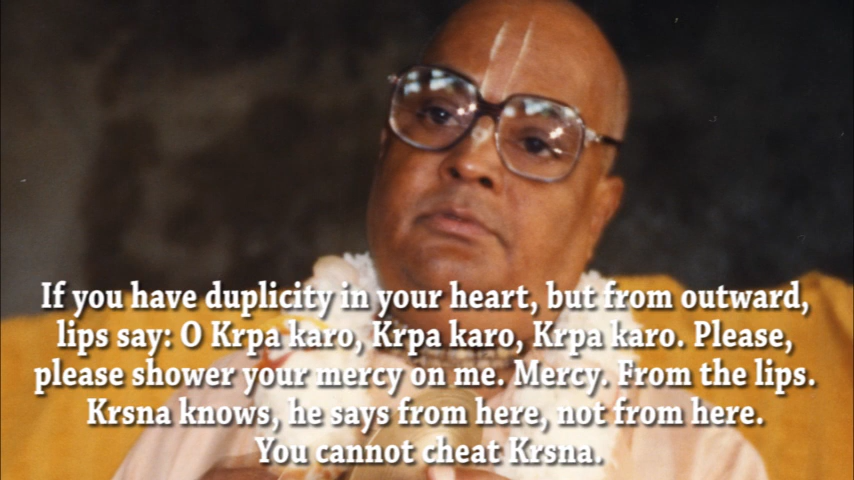 If you have duplicity in your heart, but from outward,
lips say: O Krpa karo, Krpa karo, Krpa karo. Please,
please shower your mercy on me. Mercy. From the lips.
Krsna knows, he says from here, not from here.
You cannot cheat Krsna.